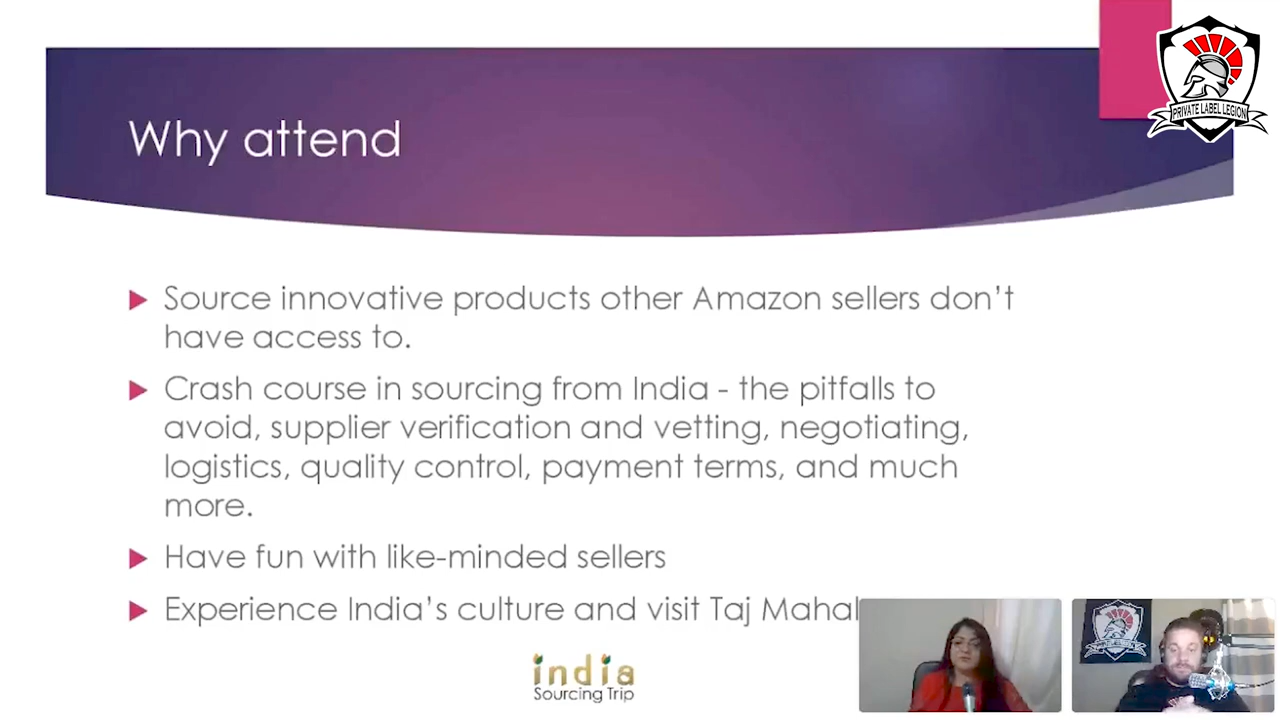 PRIVATE LABEL LEGION
Why attend
Source innovative products other Amazon sellers don't
have access to.
Crash course in sourcing from India - the pitfalls to
avoid, supplier verification and vetting, negotiating,
logistics, quality control, payment terms, and much
more.
Have fun with like-minded sellers
Experience India's culture and visit Taj Mahal
india
Sourcing Trip